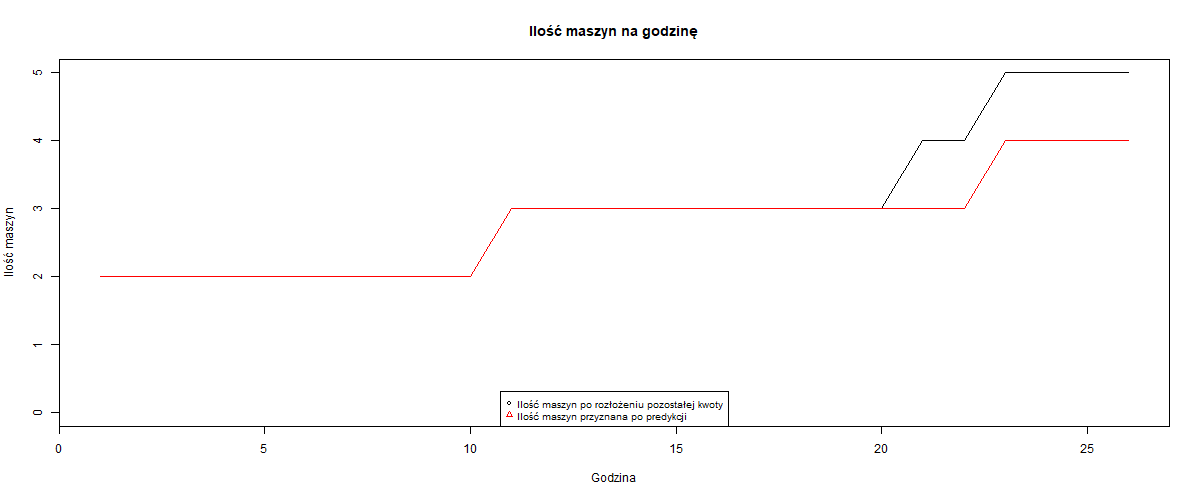 Ilość maszyn na godzinę
Ilość maszyn
5
4
3
2
1
0
Ilość maszyn po rozłożeniu pozostałej kwoty
Ilość maszyn przyznana po predykcji
0 5 10 15 20 25
Godzina